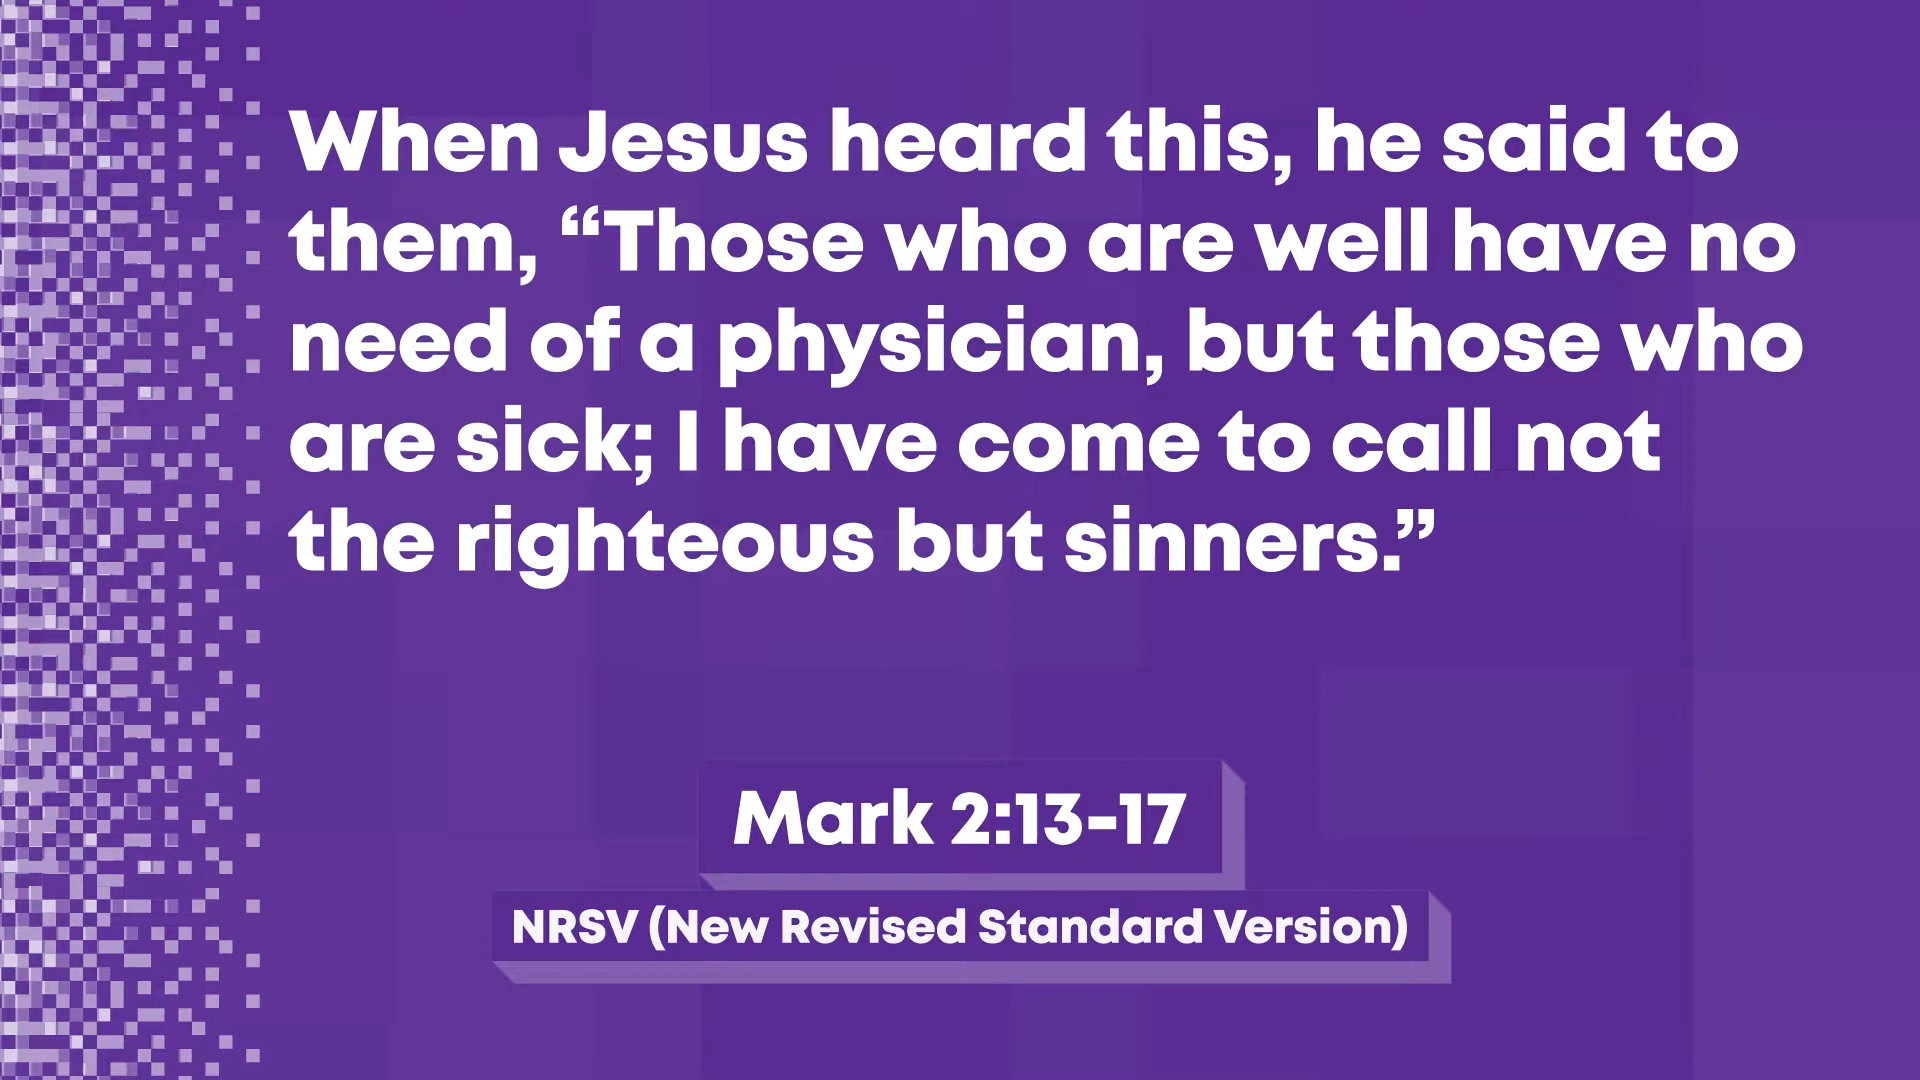 When Jesus heard this, he said to
them, “Those who are well have no
need of a physician, but those who
are sick; I have come to call not
the righteous but sinners.”
Mark 2:13-17
NRSV (New Revised Standard Version)